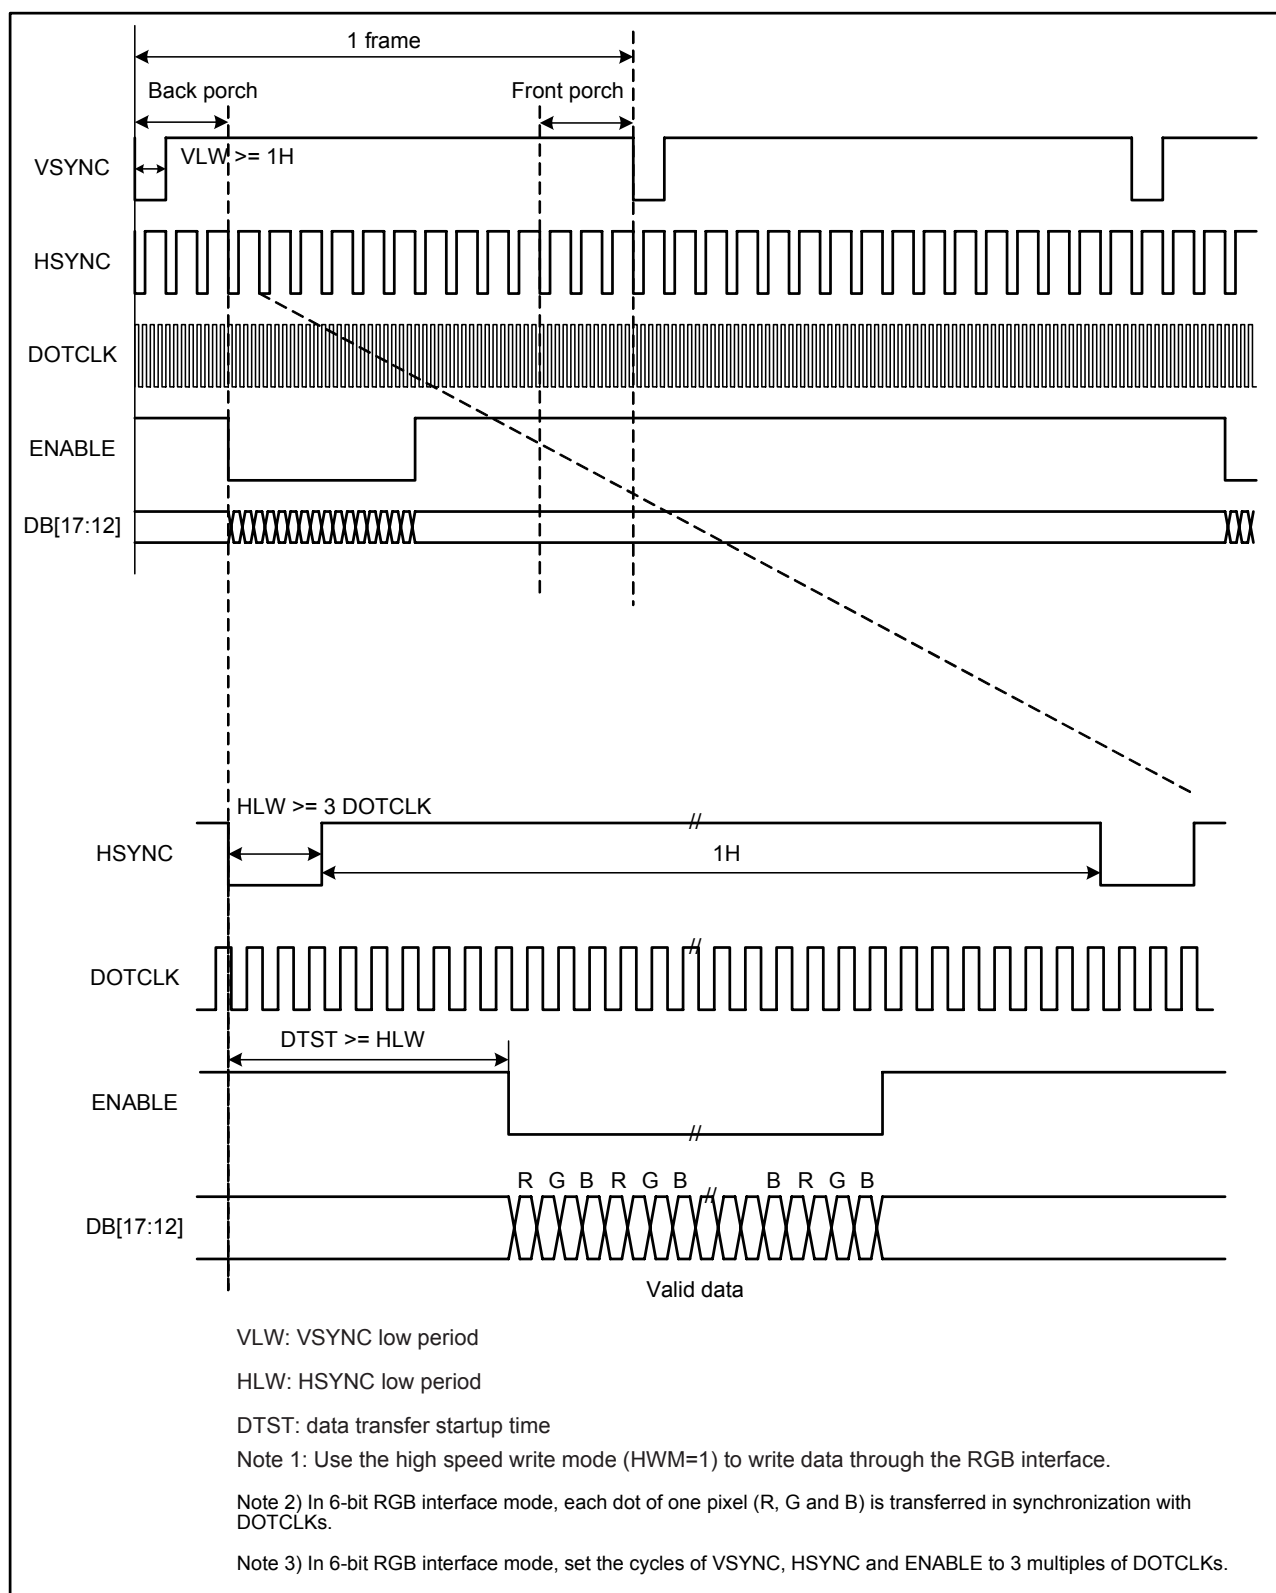 1 frame
Back porch
Front porch
VLW >= 1H
VSYNC
HSYNC
DOTCLK
ENABLE
DB[17:12]
HLW >= 3 DOTCLK
//
HSYNC
1H
//
DOTCLK
DTST >= HLW
ENABLE
//
R G B R G B // B R G B
DB[17:12]
Valid data
VLW: VSYNC low period
HLW: HSYNC low period
DTST: data transfer startup time
Note 1: Use the high speed write mode (HWM=1) to write data through the RGB interface.
Note 2) In 6-bit RGB interface mode, each dot of one pixel (R, G and B) is transferred in synchronization with
DOTCLKs.
Note 3) In 6-bit RGB interface mode, set the cycles of VSYNC, HSYNC and ENABLE to 3 multiples of DOTCLKs.